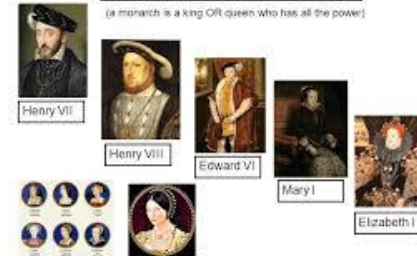 (a monarch is a king OR queen who has all the power)
Henry VII
Henry VIII
Edward VI
Mary I
Elizabeth I